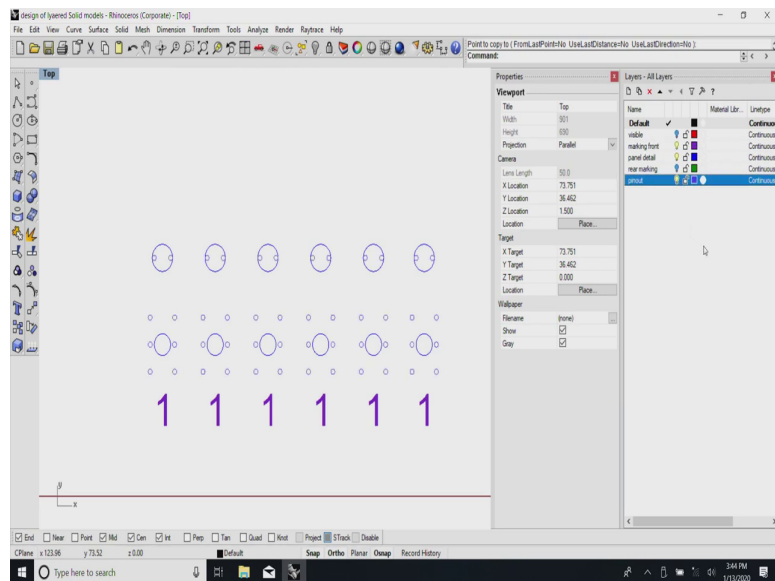 design of lyaered Solid models - Rhinoceros (Corporate) - [Top]
File Edit View Curve Surface Solid Mesh Dimension Transform Tools Analyze Render Raytrace Help
Point to copy to ( FromLastPoint=No UseLastDistance=No UseLastDirection=No ):
Command:
Top
Properties
Viewport
Title Top
Width 901
Height 690
Projection Parallel
Camera
Lens Length 50.0
X Location 73.751
Y Location 36.462
Z Location 1.500
Location Place...
Target
X Target 73.751
Y Target 36.462
Z Target 0.000
Location Place...
Wallpaper
Filename (none) ...
Show
Gray
Layers - All Layers
Name Material Libr... Linetype
Default Continuou
visible Continuous
marking front Continuous
panel detail Continuous
rear marking Continuous
pinout Continuous
1 1 1 1 1 1
y
x
End Near Point Mid Cen Int Perp Tan Quad Knot Project STrack Disable
CPlane x 123.96 y 73.52 z 0.00 Default Snap Ortho Planar Osnap Record History
Type here to search
3:44 PM
1/13/2020